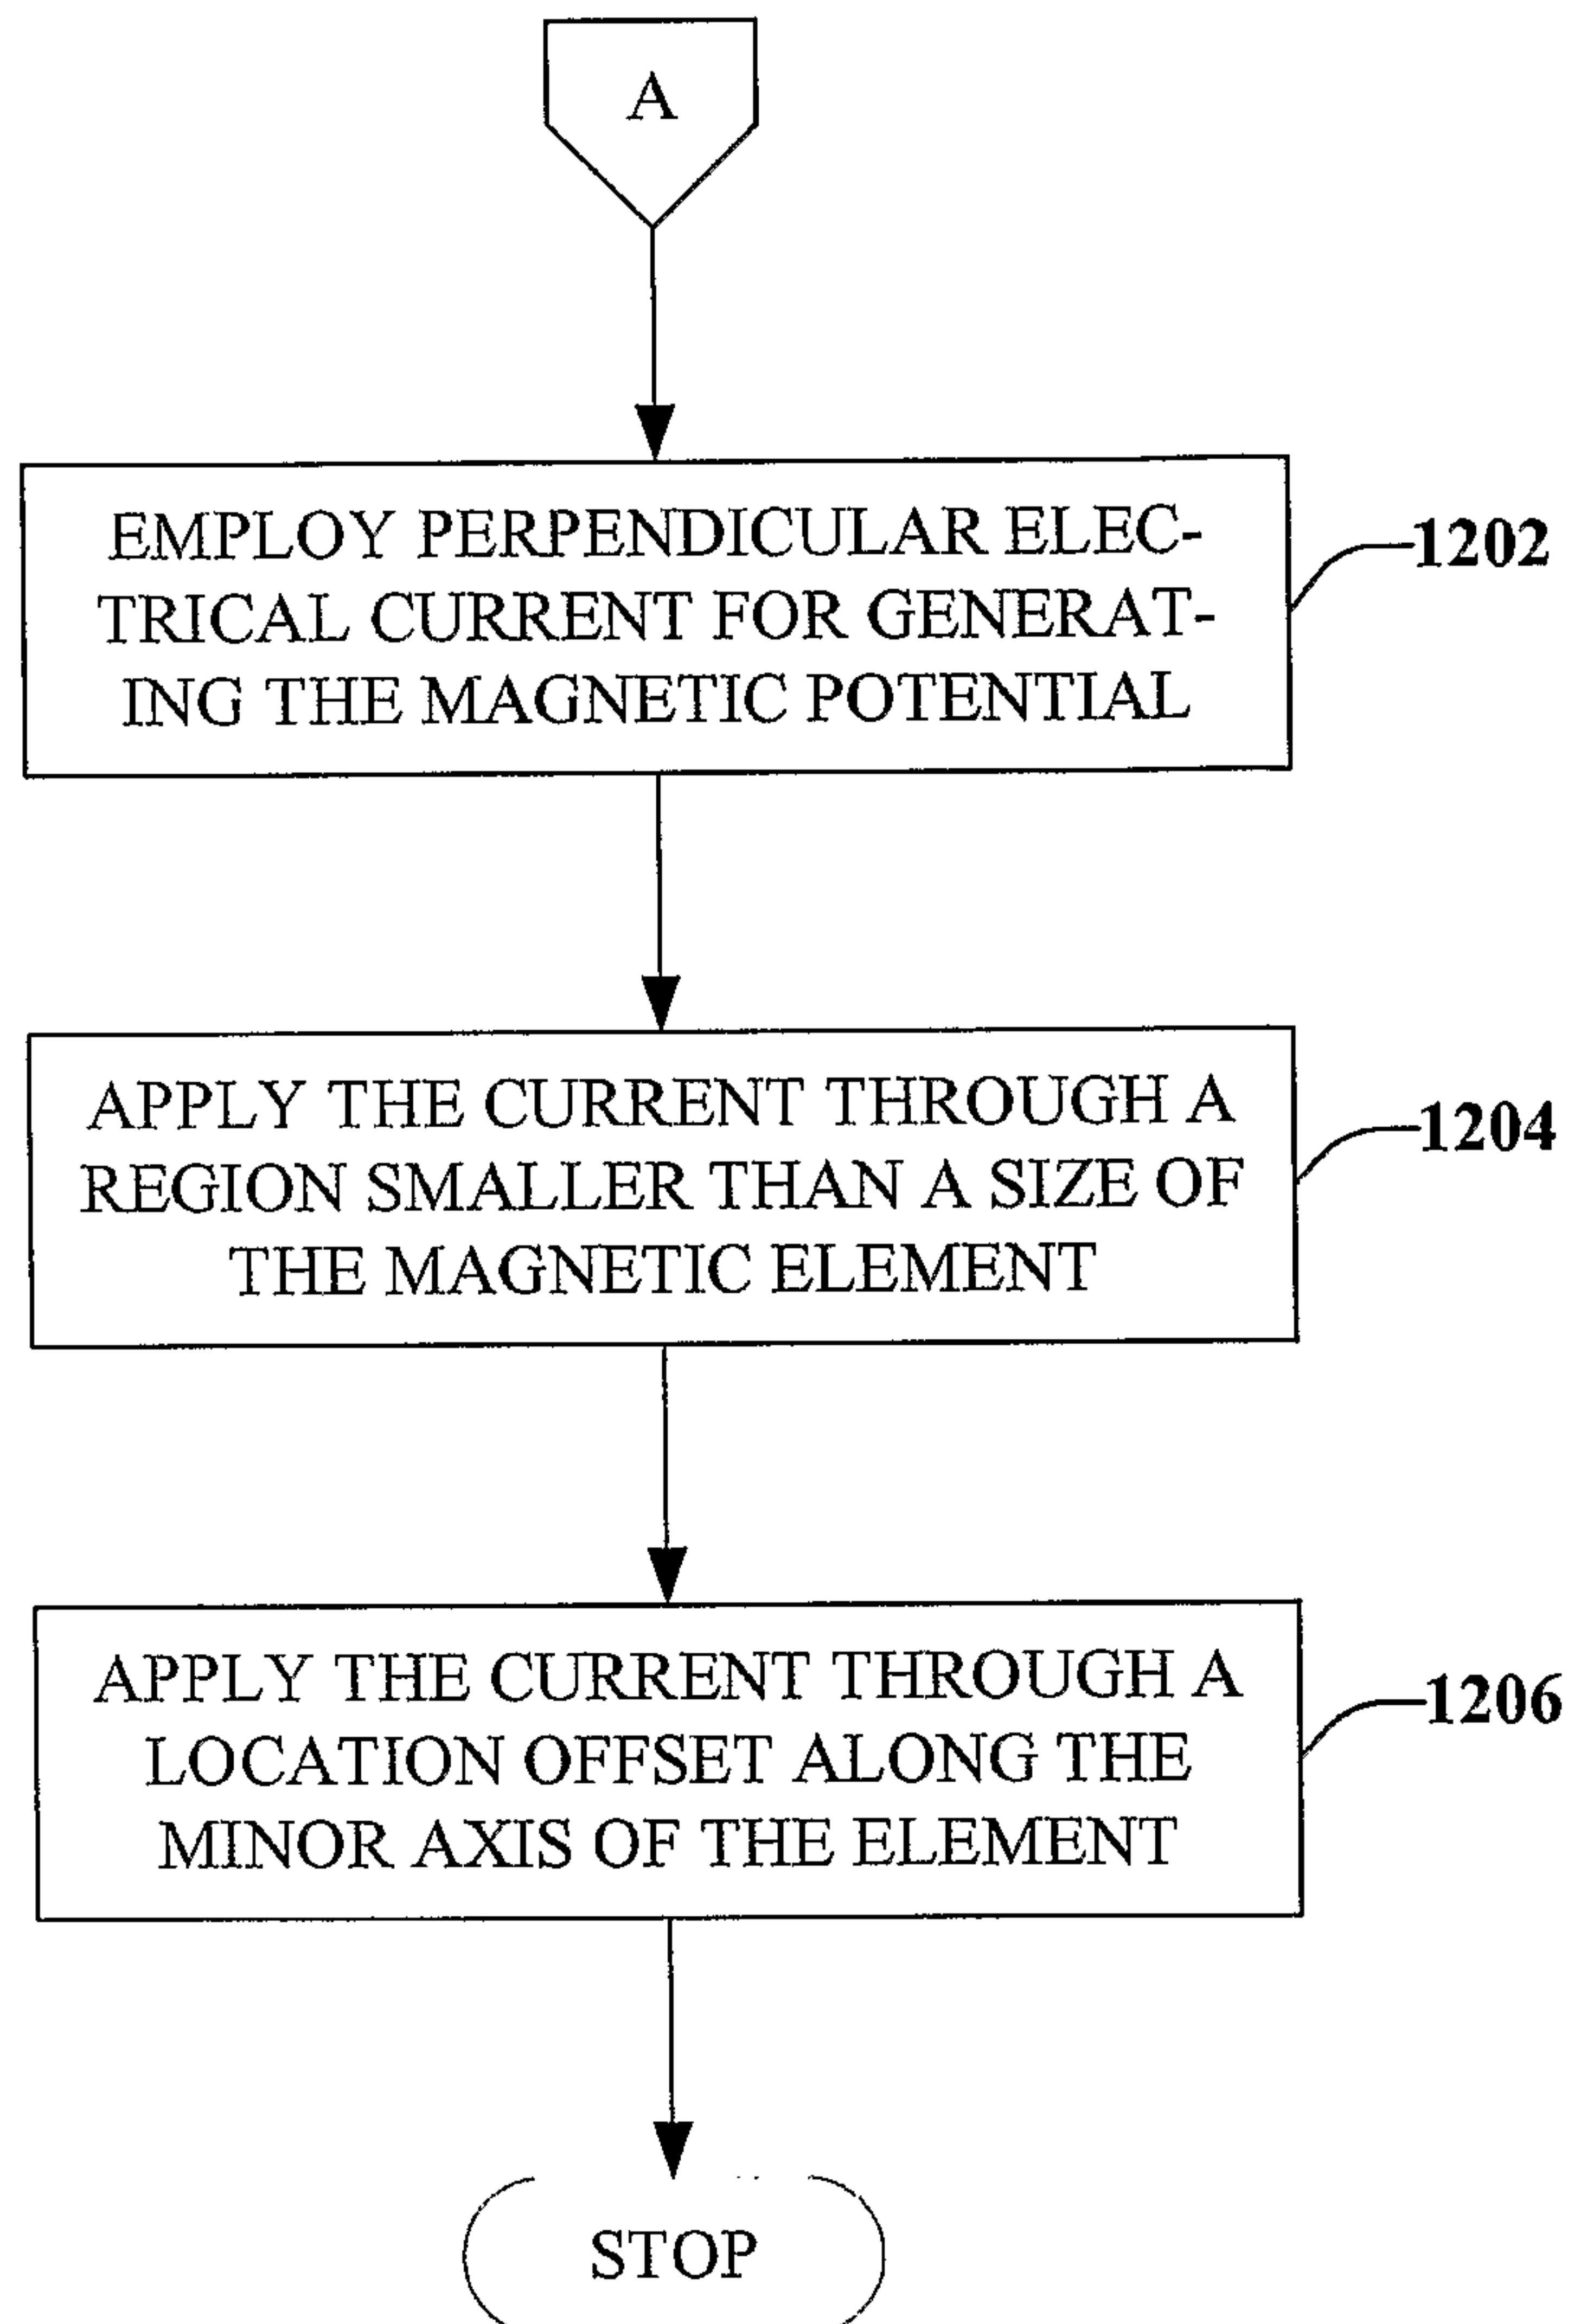 A
EMPLOY PERPENDICULAR ELEC-
TRICAL CURRENT FOR GENERAT-
ING THE MAGNETIC POTENTIAL
1202
APPLY THE CURRENT THROUGH A
REGION SMALLER THAN A SIZE OF
THE MAGNETIC ELEMENT
1204
APPLY THE CURRENT THROUGH A
LOCATION OFFSET ALONG THE
MINOR AXIS OF THE ELEMENT
1206
STOP